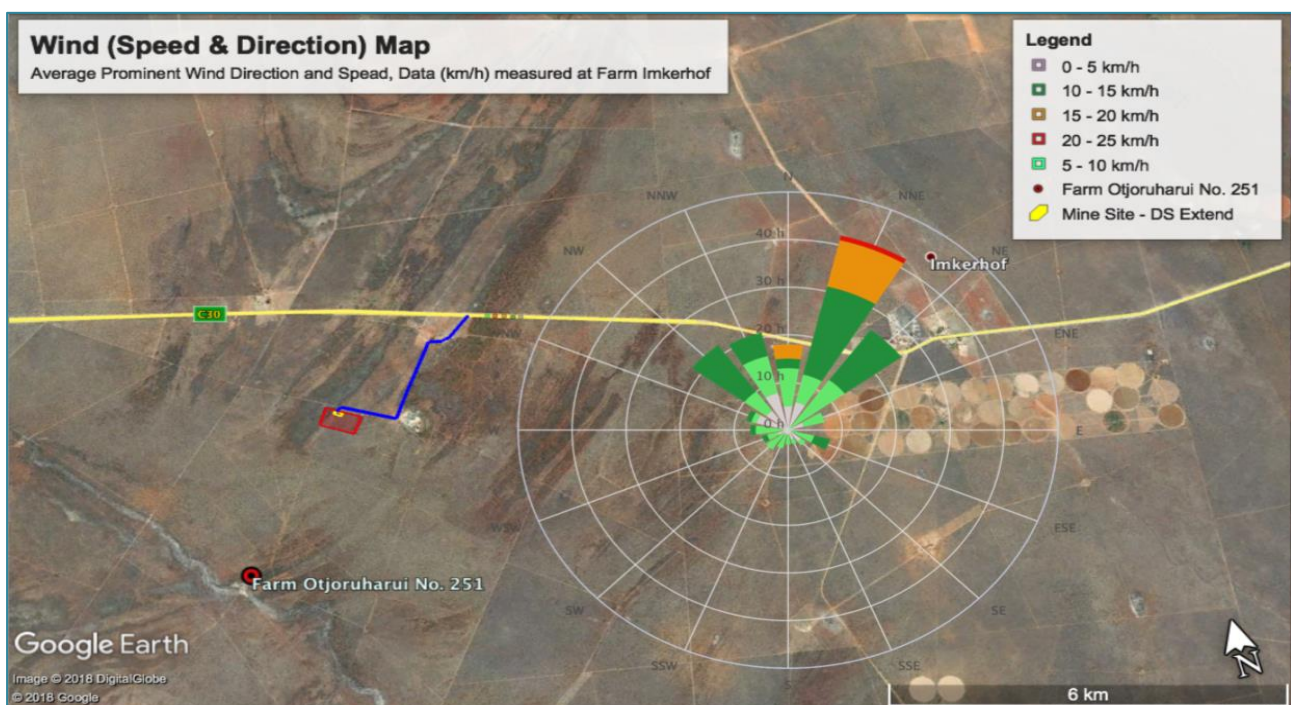 Wind (Speed & Direction) Map
Average Prominent Wind Direction and Spead, Data (km/h) measured at Farm Imkerhof
Legend
0 - 5 km/h
10 - 15 km/h
15 - 20 km/h
20 - 25 km/h
5 - 10 km/h
Farm Otjoruharui No. 251
Mine Site - DS Extend
N
NNW
NNE
NW
NE
40 h
Imkerhof
30 h
C30
20 h
WNW
ENE
10 h
0 h
E
WSW
ESE
Farm Otjoruharui No. 251
SW
SE
SSW
SSE
Google Earth
N
Image © 2018 DigitalGlobe
© 2018 Google
6 km